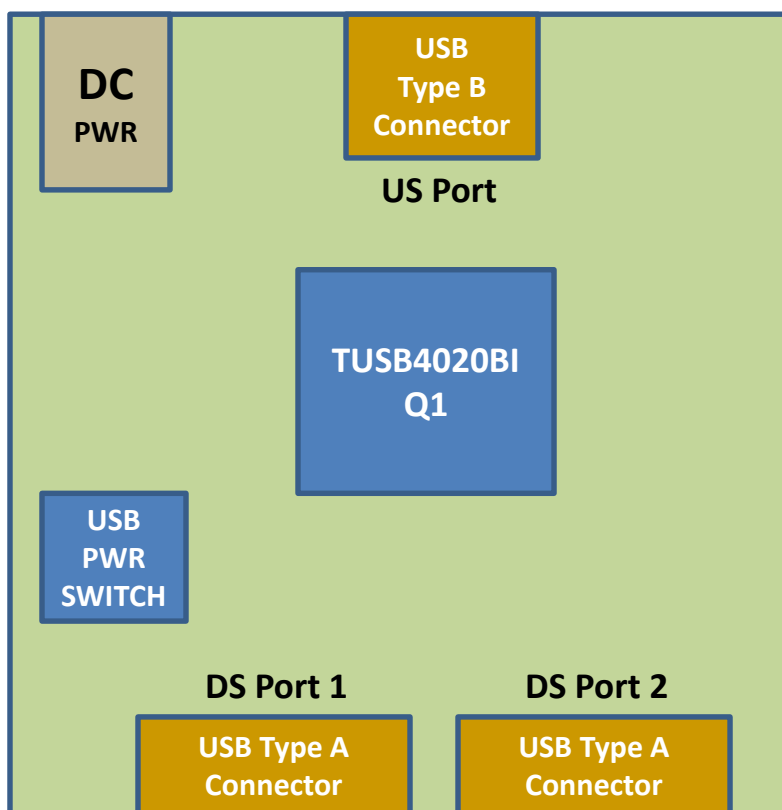 DC
PWR
USB
Type B
Connector
US Port
TUSB4020BI
Q1
USB
PWR
SWITCH
DS Port 1
DS Port 2
USB Type A
Connector
USB Type A
Connector